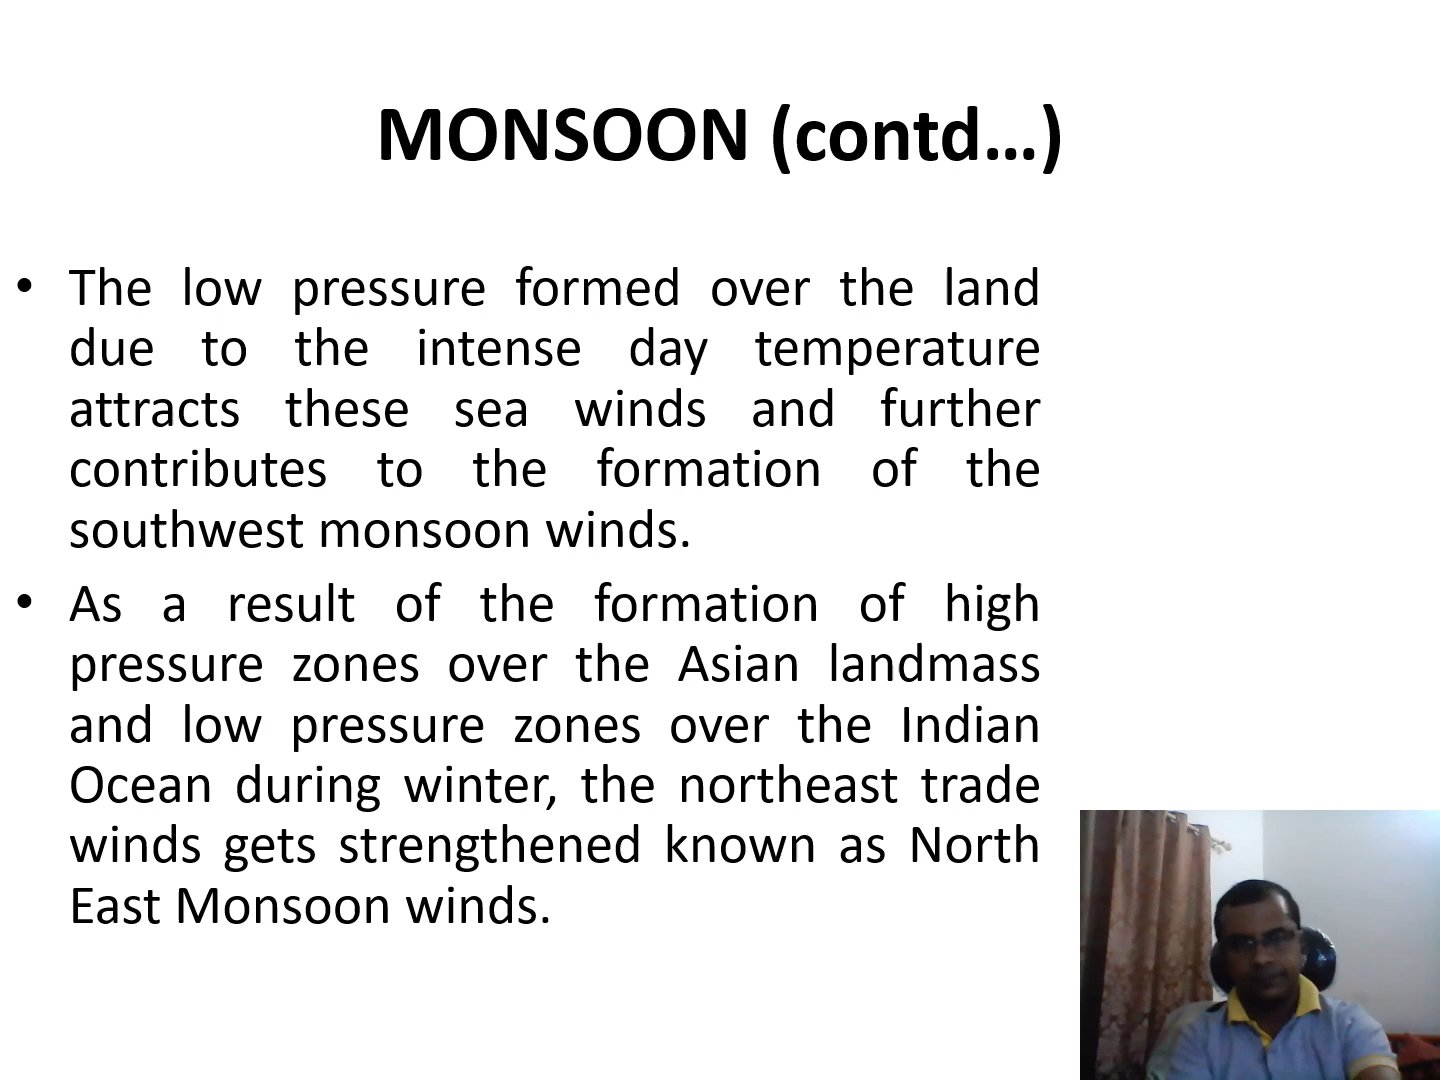 MONSOON (contd…)
• The low pressure formed over the land
due to the intense day temperature
attracts these sea winds and further
contributes to the formation of the
southwest monsoon winds.
• As a result of the formation of high
pressure zones over the Asian landmass
and low pressure zones over the Indian
Ocean during winter, the northeast trade
winds gets strengthened known as North
East Monsoon winds.